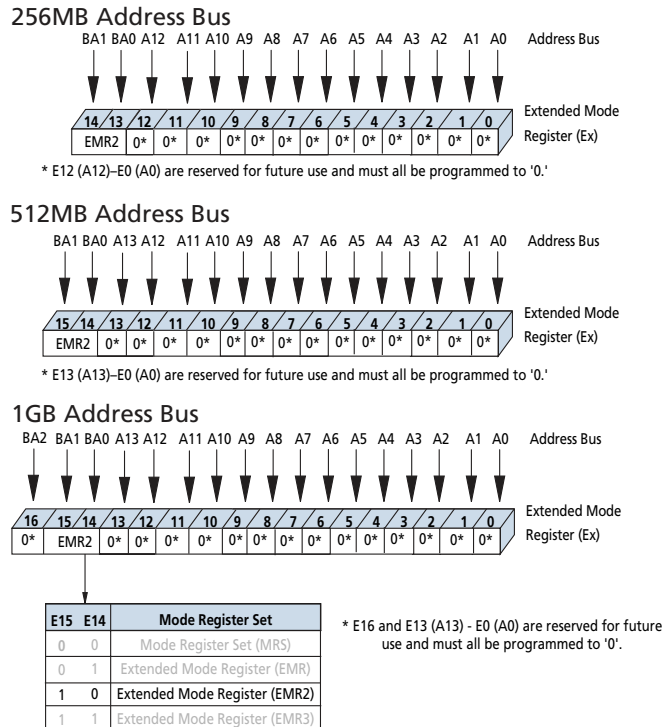 256MB Address Bus
BA1 BA0 A12 A11 A10 A9 A8 A7 A6 A5 A4 A3 A2 A1 A0 Address Bus
14 13 12 11 10 9 8 7 6 5 4 3 2 1 0 Extended Mode
EMR2 0* 0* 0* 0* 0* 0* 0* 0* 0* 0* 0* 0* 0* Register (Ex)
* E12 (A12)–E0 (A0) are reserved for future use and must all be programmed to '0.'
512MB Address Bus
BA1 BA0 A13 A12 A11 A10 A9 A8 A7 A6 A5 A4 A3 A2 A1 A0 Address Bus
15 14 13 12 11 10 9 8 7 6 5 4 3 2 1 0 Extended Mode
EMR2 0* 0* 0* 0* 0* 0* 0* 0* 0* 0* 0* 0* 0* 0* Register (Ex)
* E13 (A13)–E0 (A0) are reserved for future use and must all be programmed to '0.'
1GB Address Bus
BA2 BA1 BA0 A13 A12 A11 A10 A9 A8 A7 A6 A5 A4 A3 A2 A1 A0 Address Bus
16 15 14 13 12 11 10 9 8 7 6 5 4 3 2 1 0 Extended Mode
0* EMR2 0* 0* 0* 0* 0* 0* 0* 0* 0* 0* 0* 0* 0* 0* Register (Ex)
E15 E14 Mode Register Set
0 0 Mode Register Set (MRS)
0 1 Extended Mode Register (EMR)
1 0 Extended Mode Register (EMR2)
1 1 Extended Mode Register (EMR3)
* E16 and E13 (A13) - E0 (A0) are reserved for future
use and must all be programmed to '0'.